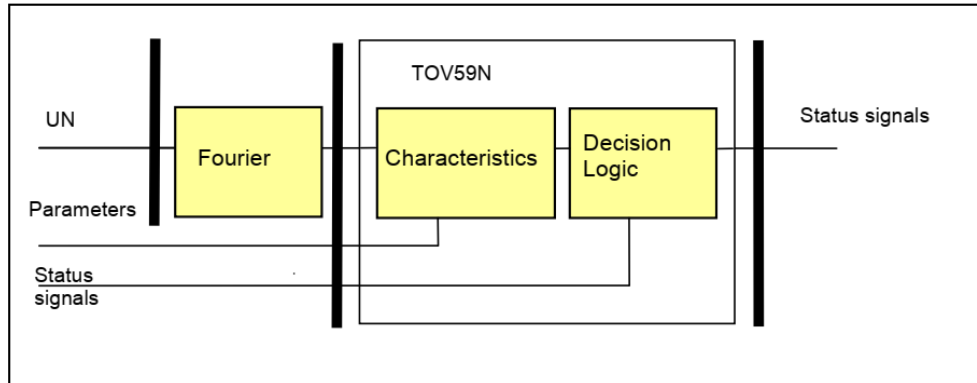 TOV59N
UN
Status signals
Fourier
Characteristics
Decision
Logic
Parameters
Status
signals